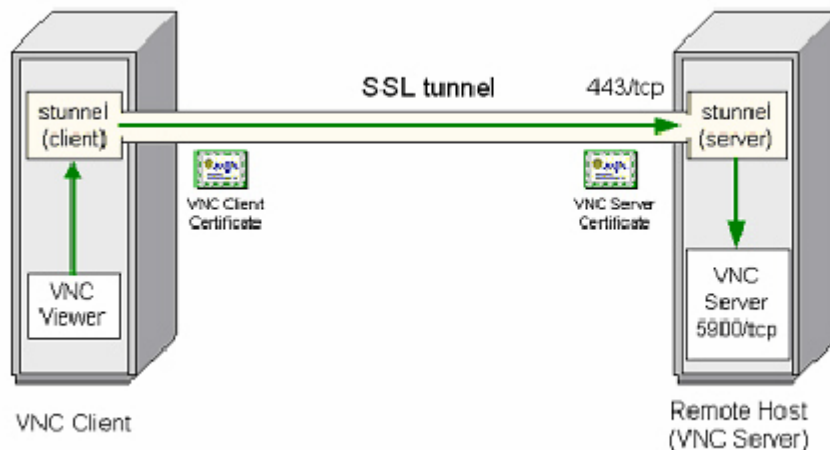 SSL tunnel
443/tcp
stunnel
(client)
stunnel
(server)
VNC Client
Certificate
VNC Server
Certificate
VNC
Viewer
VNC
Server
5900/tcp
VNC Client
Remote Host
(VNC Server)